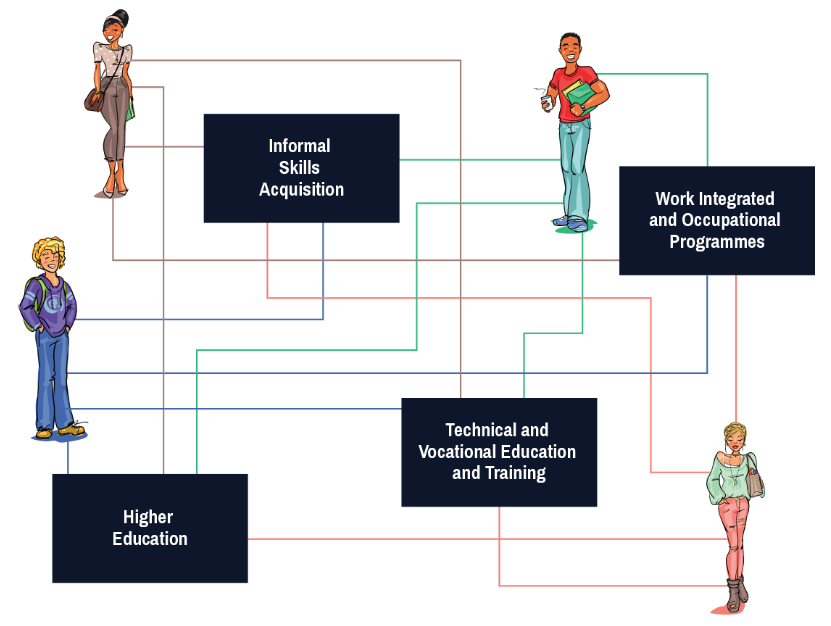 Informal
Skills
Acquisition
Work Integrated
and Occupational
Programmes
Technical and
Vocational Education
and Training
Higher
Education